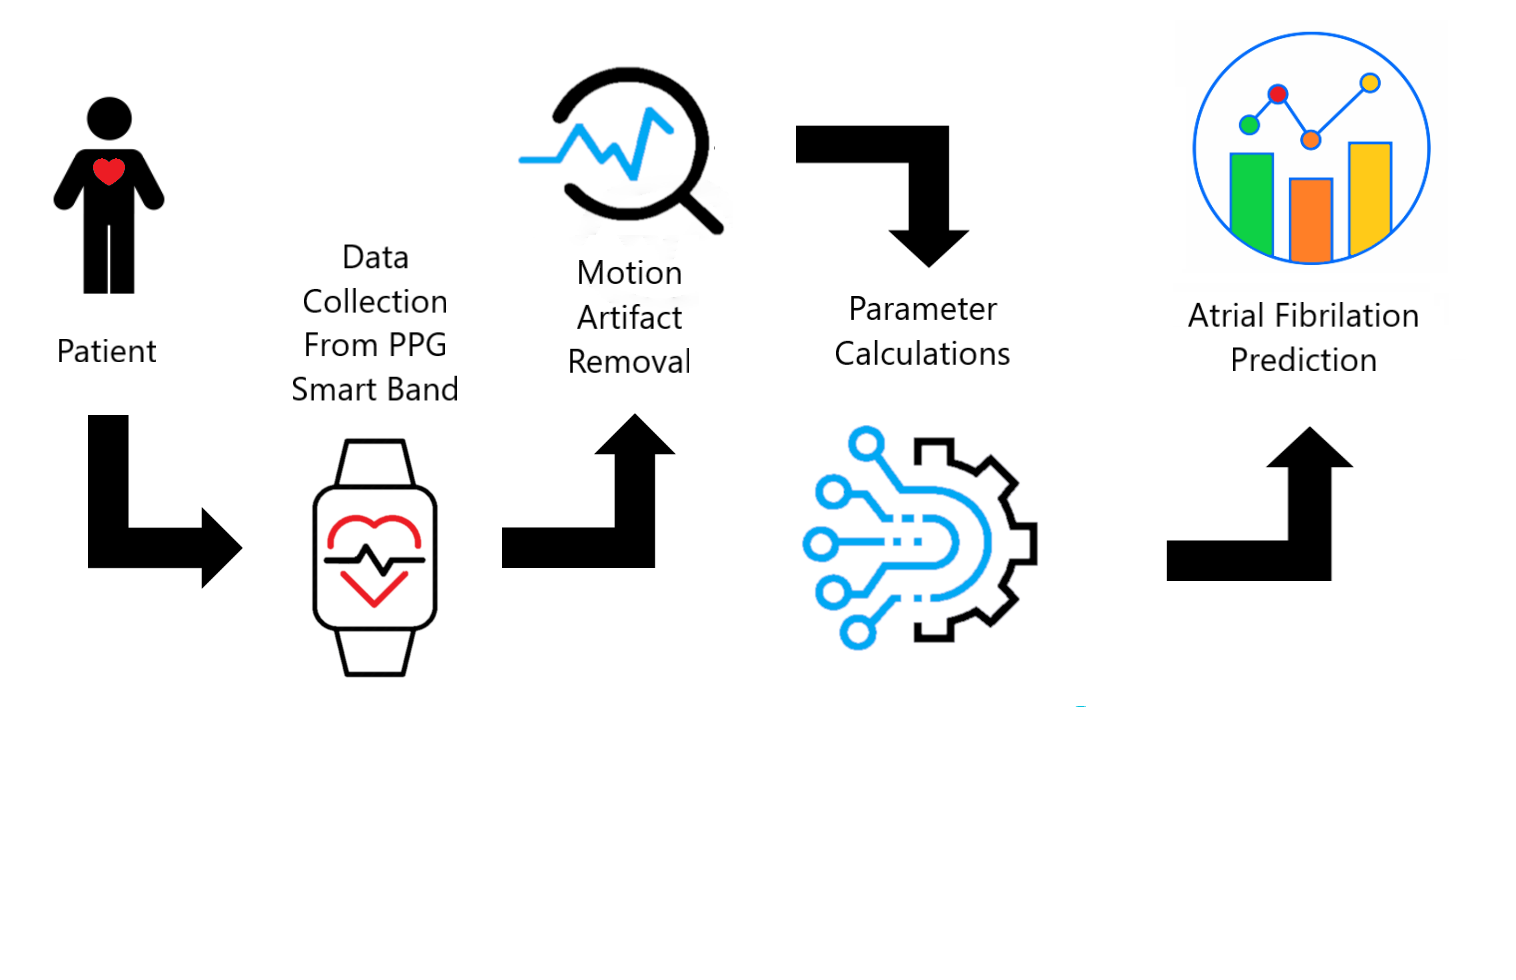 Patient
Data
Collection
From PPG
Smart Band
Motion
Artifact
Removal
Parameter
Calculations
Atrial Fibrilation
Prediction